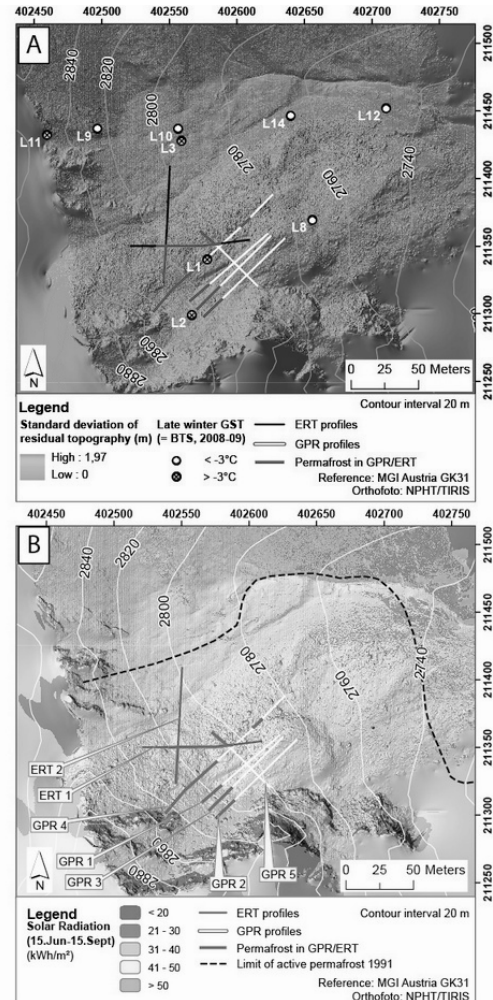 402450 402500 402550 402600 402650 402700 402750
A
211500
211450
211400
211350
211300
211250
2840
2820
2800
2780
2760
2740
2860
2880
L11
L9
L10
L3
L14
L12
L8
L1
L2
N
0 20 40 60 Meters
Legend
Contour interval 20 m
Standard deviation of
residual topography (m)
High : 1,97
Low : 0
Late winter GST
(= BTS, 2008-09)
< -3°C
> -3°C
ERT profiles
GPR profiles
Permafrost in GPR/ERT
Reference: MGI Austria GK31
Orthofoto: NPHT/TIRIS
402450 402500 402550 402600 402650 402700 402750
B
211500
211450
211400
211350
211300
211250
2840
2820
2800
2780
2760
2740
2860
2880
ERT 2
ERT 1
GPR 4
GPR 1
GPR 3
GPR 2
GPR 5
N
0 20 40 60 Meters
Legend
Contour interval 20 m
Solar Radiation
(15.Jun-15.Sept)
(kWh/m²)
< 20
21 - 30
31 - 40
41 - 50
> 50
ERT profiles
GPR profiles
Permafrost in GPR/ERT
Limit of active permafrost 1991
Reference: MGI Austria GK31
Orthofoto: NPHT/TIRIS